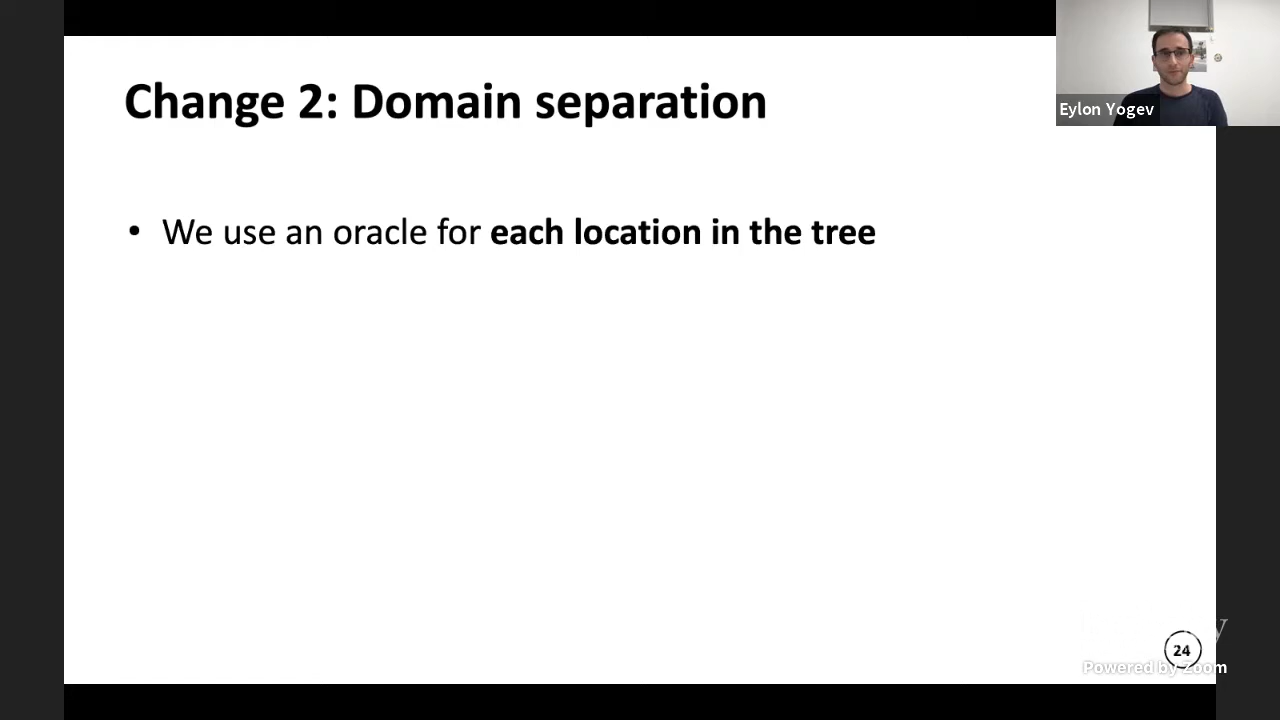 Change 2: Domain separation
Eylon Yogev
• We use an oracle for each location in the tree
24
Powered by Zoom